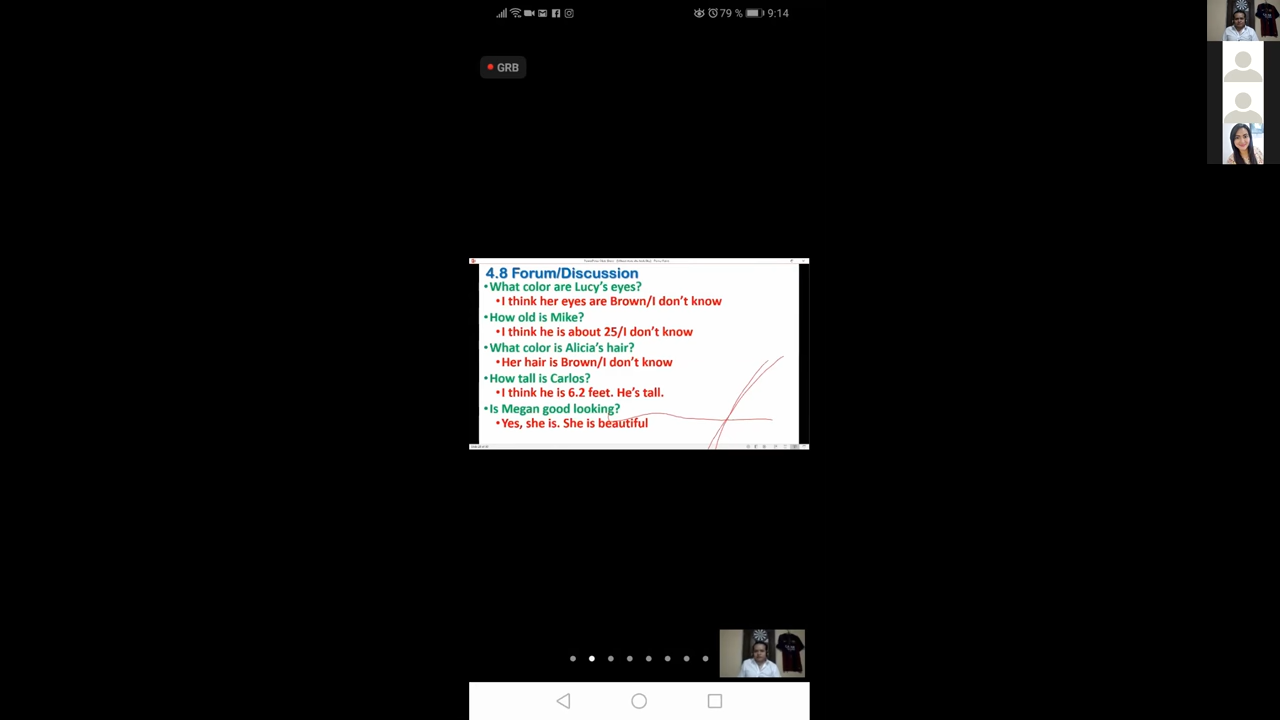 79 % 9:14
GRB
4.8 Forum/Discussion
•What color are Lucy's eyes?
•I think her eyes are Brown/I don't know
•How old is Mike?
•I think he is about 25/I don't know
•What color is Alicia's hair?
•Her hair is Brown/I don't know
•How tall is Carlos?
•I think he is 6.2 feet. He's tall.
•Is Megan good looking?
•Yes, she is. She is beautiful